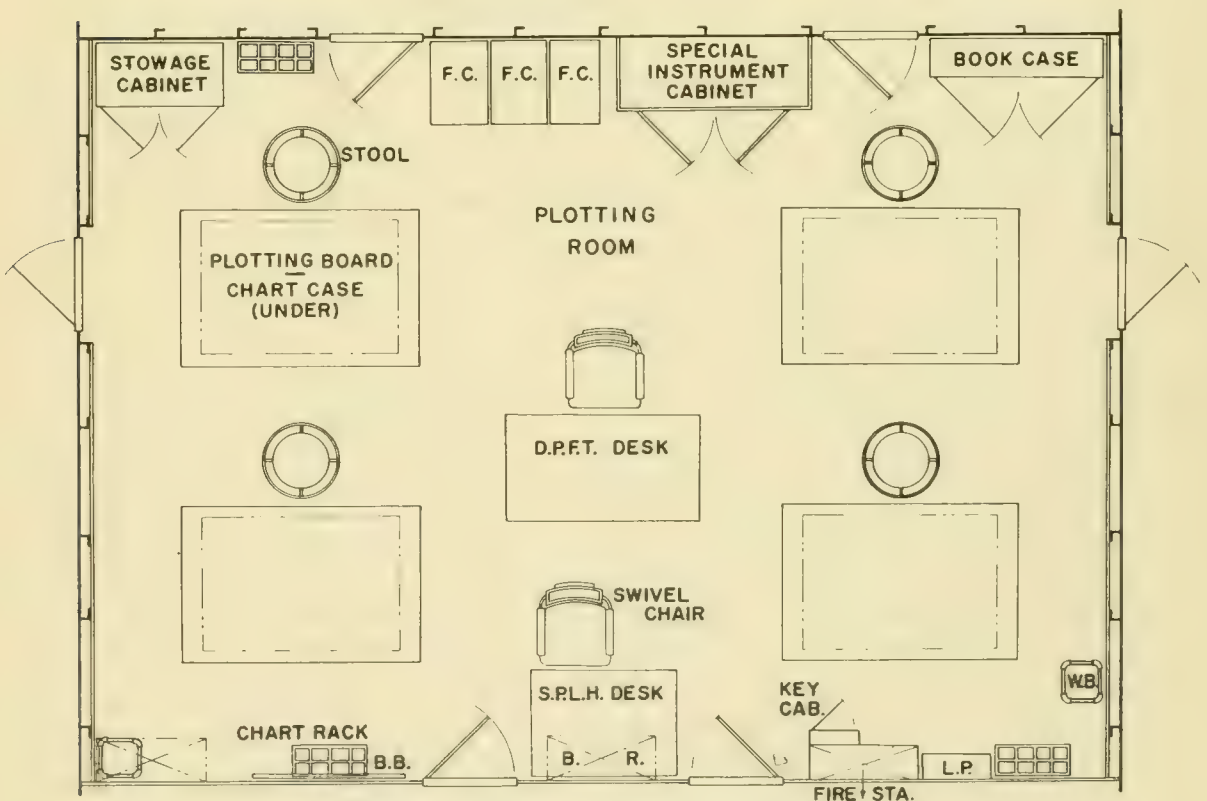 STOWAGE
CABINET
F.C.
F.C.
F.C.
SPECIAL
INSTRUMENT
CABINET
BOOK CASE
STOOL
PLOTTING
ROOM
PLOTTING BOARD
CHART CASE
(UNDER)
D.P.F.T. DESK
SWIVEL
CHAIR
S.P.L.H. DESK
KEY
CAB.
W.B.
CHART RACK
B.B.
B. R.
L.P.
FIRE STA.